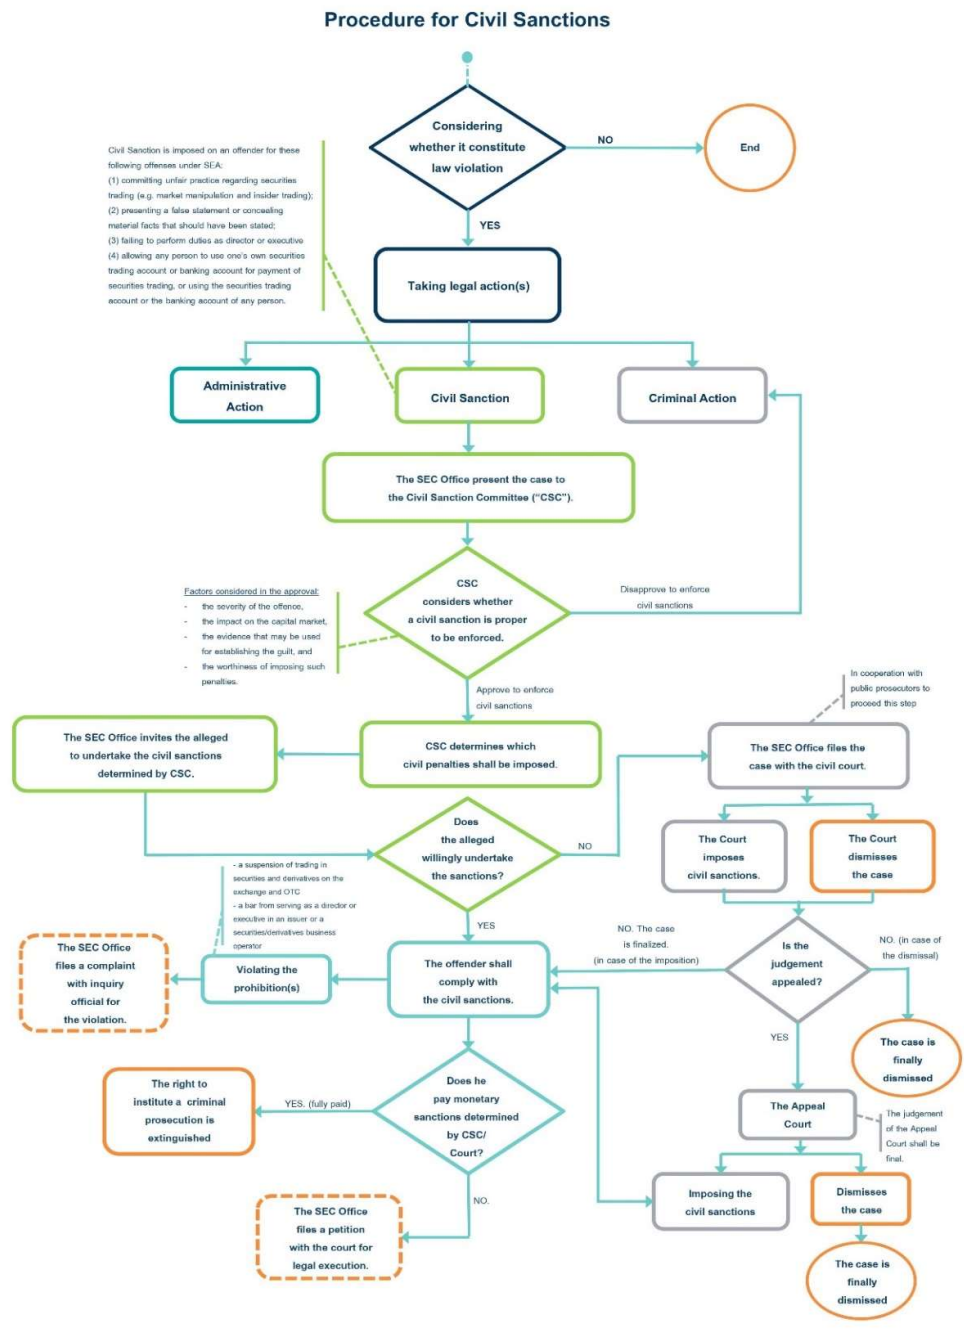 Procedure for Civil Sanctions
Considering
whether it constitute
law violation
NO
End
YES
Civil Sanction is imposed on an offender for these
following offenses under SEA:
(1) committing unfair practice regarding securities
trading (e.g. market manipulation and insider trading);
(2) presenting a false statement or concealing
material facts that should have been stated;
(3) failing to perform duties as director or executive
(4) allowing any person to use one's own securities
trading account or banking account for payment of
securities trading, or using the securities trading
account or the banking account of any person.
Taking legal action(s)
Administrative
Action
Civil Sanction
Criminal Action
The SEC Office present the case to
the Civil Sanction Committee ("CSC").
CSC
considers whether
a civil sanction is proper
to be enforced.
Disapprove to enforce
civil sanctions
Factors considered in the approval:
- the severity of the offence,
- the impact on the capital market,
- the evidence that may be used
for establishing the guilt, and
- the worthiness of imposing such
penalties.
Approve to enforce
civil sanctions
In cooperation with
public prosecutors to
proceed this step
The SEC Office invites the alleged
to undertake the civil sanctions
determined by CSC.
CSC determines which
civil penalties shall be imposed.
The SEC Office files the
case with the civil court.
Does
the alleged
willingly undertake
the sanctions?
NO
The Court
imposes
civil sanctions.
The Court
dismisses
the case
- a suspension of trading in
securities and derivatives on the
exchange and OTC
- a bar from serving as a director or
executive in an issuer or a
securities/derivatives business
operator
YES
The SEC Office
files a complaint
with inquiry
official for
the violation.
Violating the
prohibition(s)
The offender shall
comply with
the civil sanctions.
NO. The case
is finalized.
(in case of the imposition)
Is the
judgement
appealed?
NO. (in case of
the dismissal)
The case is
finally
dismissed
YES
The right to
institute a criminal
prosecution is
extinguished
YES. (fully paid)
Does he
pay monetary
sanctions determined
by CSC/
Court?
The Appeal
Court
The judgement
of the Appeal
Court shall be
final.
NO.
The SEC Office
files a petition
with the court for
legal execution.
Imposing the
civil sanctions
Dismisses
the case
The case is
finally
dismissed